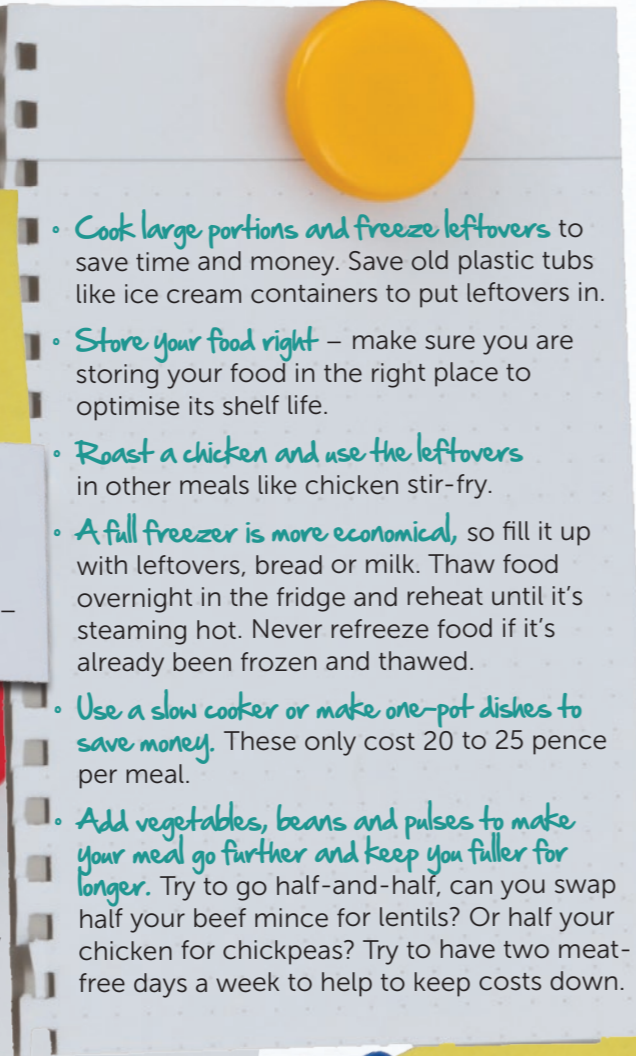 • Cook large portions and freeze leftovers to
save time and money. Save old plastic tubs
like ice cream containers to put leftovers in.
• Store your food right – make sure you are
storing your food in the right place to
optimise its shelf life.
• Roast a chicken and use the leftovers
in other meals like chicken stir-fry.
• A full freezer is more economical, so fill it up
with leftovers, bread or milk. Thaw food
overnight in the fridge and reheat until it's
steaming hot. Never refreeze food if it's
already been frozen and thawed.
• Use a slow cooker or make one-pot dishes to
save money. These only cost 20 to 25 pence
per meal.
• Add vegetables, beans and pulses to make
your meal go further and keep you fuller for
longer. Try to go half-and-half, can you swap
half your beef mince for lentils? Or half your
chicken for chickpeas? Try to have two meat-
free days a week to help to keep costs down.